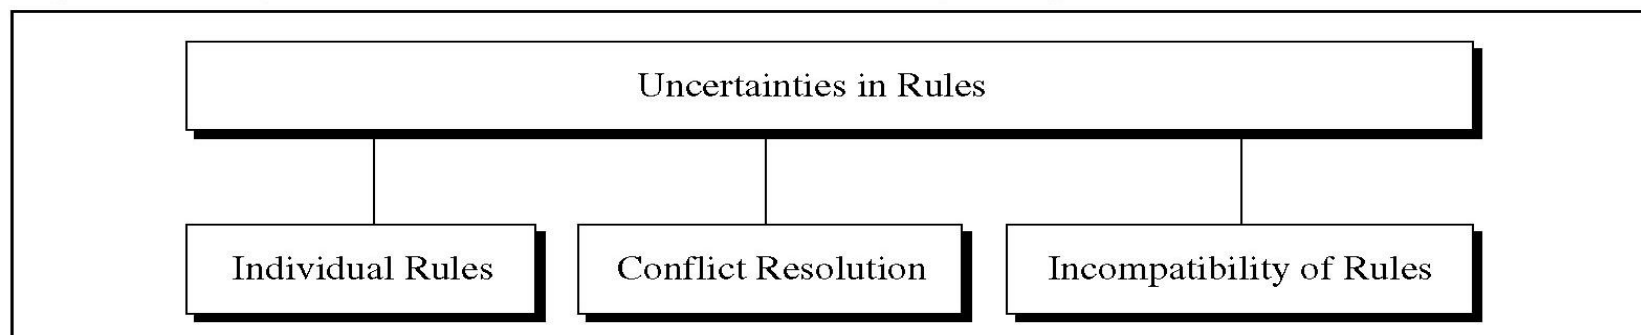 Uncertainties in Rules
Individual Rules
Conflict Resolution
Incompatibility of Rules